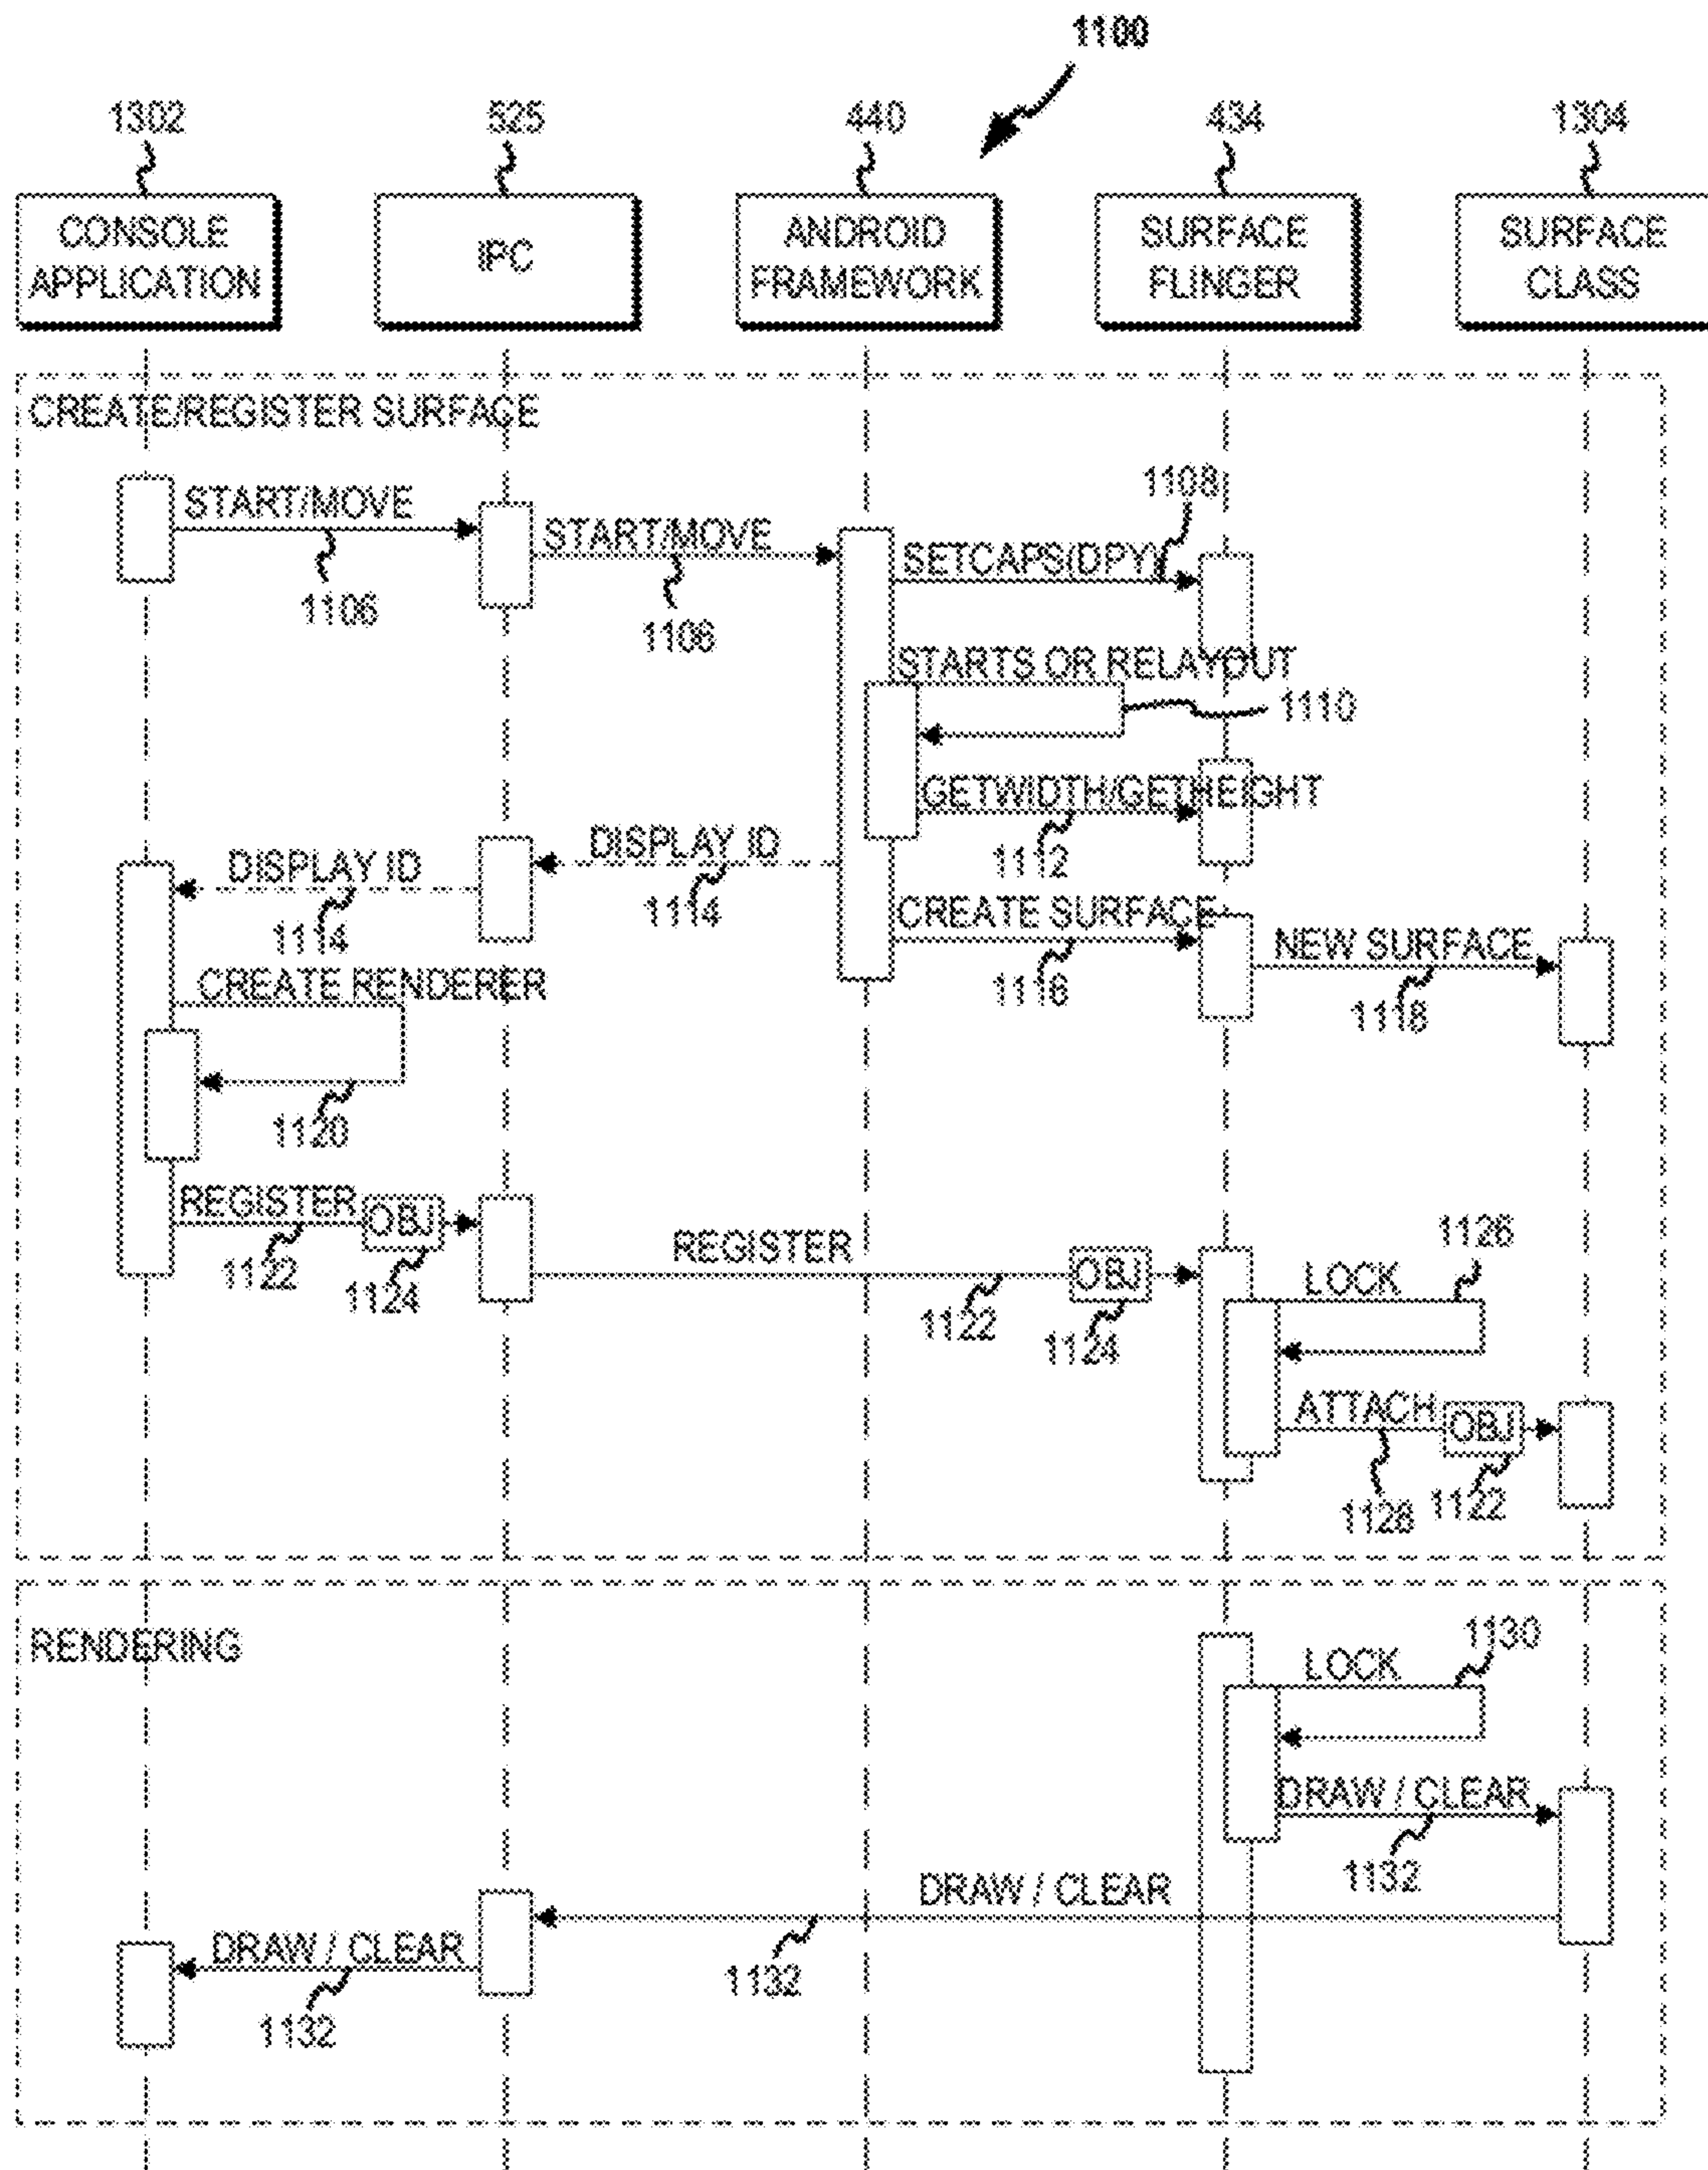 1100
1302
525
440
434
1304
CONSOLE
APPLICATION
IPC
ANDROID
FRAMEWORK
SURFACE
FLINGER
SURFACE
CLASS
CREATE/REGISTER SURFACE
START/MOVE
1106
START/MOVE
1106
1108
SETCAPS(DPY)
STARTS OR RELAYOUT
1110
GETWIDTH/GETHEIGHT
1112
DISPLAY ID
1114
DISPLAY ID
1114
CREATE SURFACE
1116
NEW SURFACE
1118
CREATE RENDERER
1120
REGISTER
OBJ
1122
1124
REGISTER
OBJ
1122
1124
1126
LOCK
ATTACH
OBJ
1128
1122
RENDERING
1130
LOCK
DRAW / CLEAR
1132
DRAW / CLEAR
1132
DRAW / CLEAR
1132